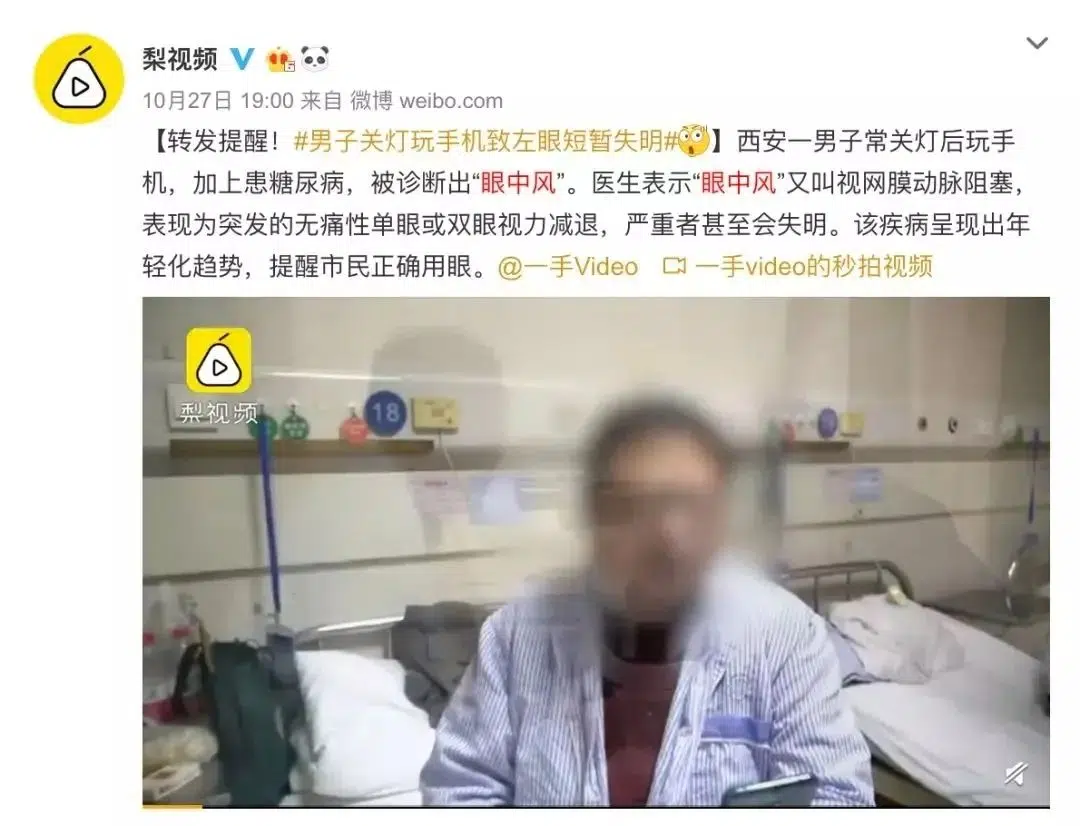 梨视频
10月27日 19:00 来自 微博 weibo.com
【转发提醒！#男子关灯玩手机致左眼短暂失明#】西安一男子常关灯后玩手
机，加上患糖尿病，被诊断出“眼中风”。医生表示“眼中风”又叫视网膜动脉阻塞，
表现为突发的无痛性单眼或双眼视力减退，严重者甚至会失明。该疾病呈现出年
轻化趋势，提醒市民正确用眼。@一手Video 一手video的秒拍视频
梨视频
18